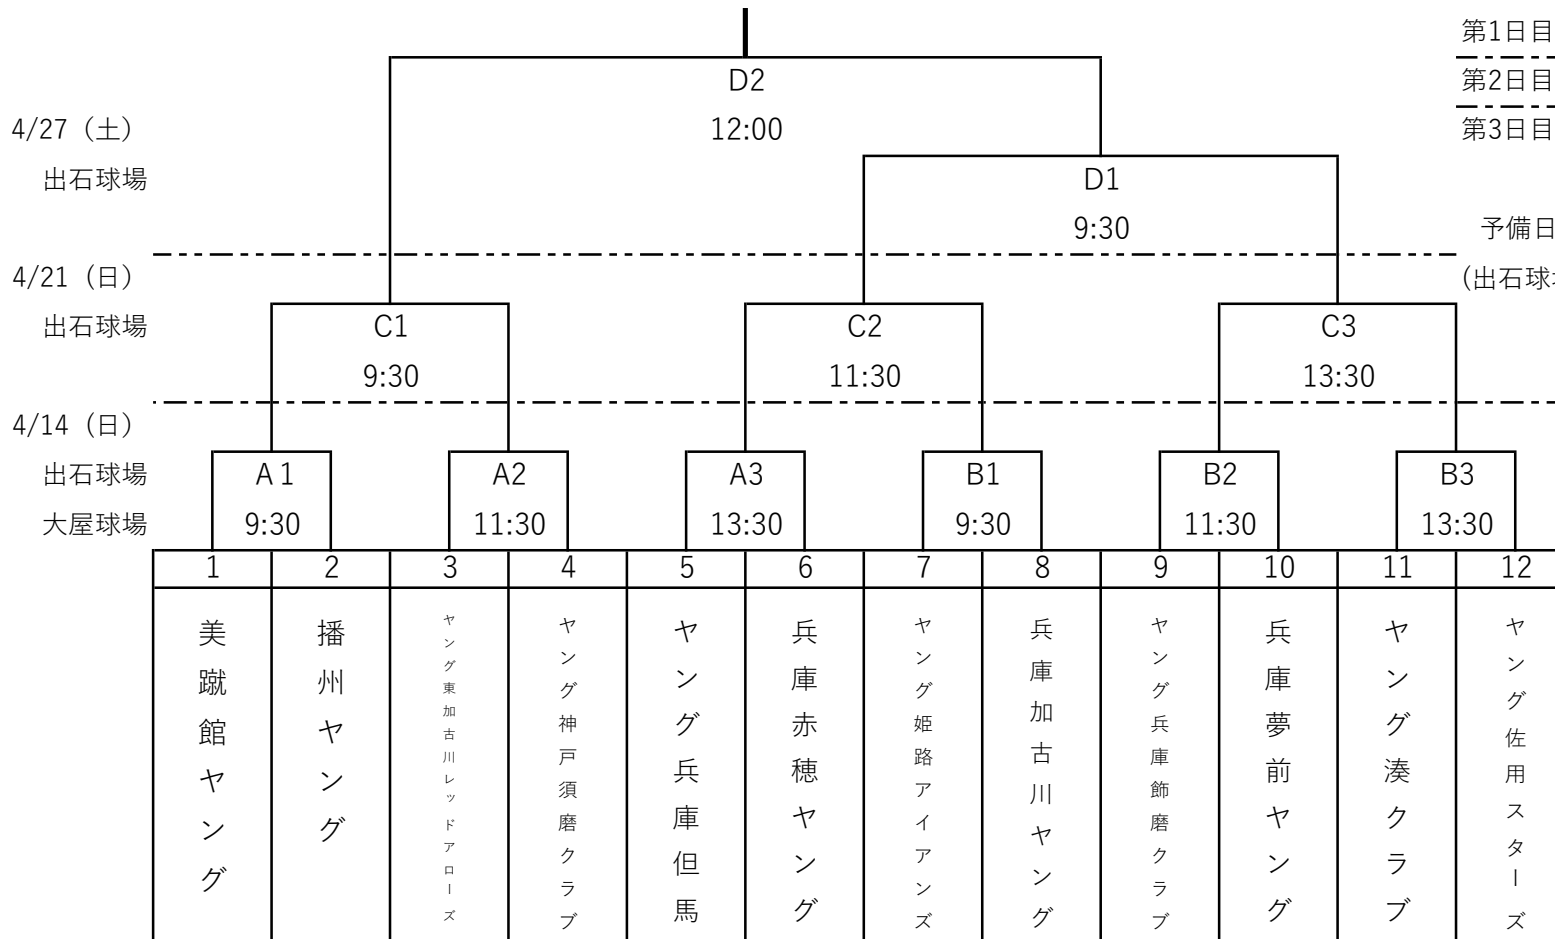 第1日目
D2
第2日目
4/27（土）
12:00
第3日目
出石球場
D1
9:30
予備日
4/21（日）
(出石球
出石球場
C1
C2
C3
9:30
11:30
13:30
4/14（日）
出石球場
A１
A2
A3
B1
B2
B3
大屋球場
9:30
11:30
13:30
9:30
11:30
13:30
1
2
3
4
5
6
7
8
9
10
11
12
美蹴館ヤング
播州ヤング
ヤング東加古川レッドアローズ
ヤング神戸須磨クラブ
ヤング兵庫但馬
兵庫赤穂ヤング
ヤング姫路アイアンズ
兵庫加古川ヤング
ヤング兵庫飾磨クラブ
兵庫夢前ヤング
ヤング湊クラブ
ヤング佐用スターズ